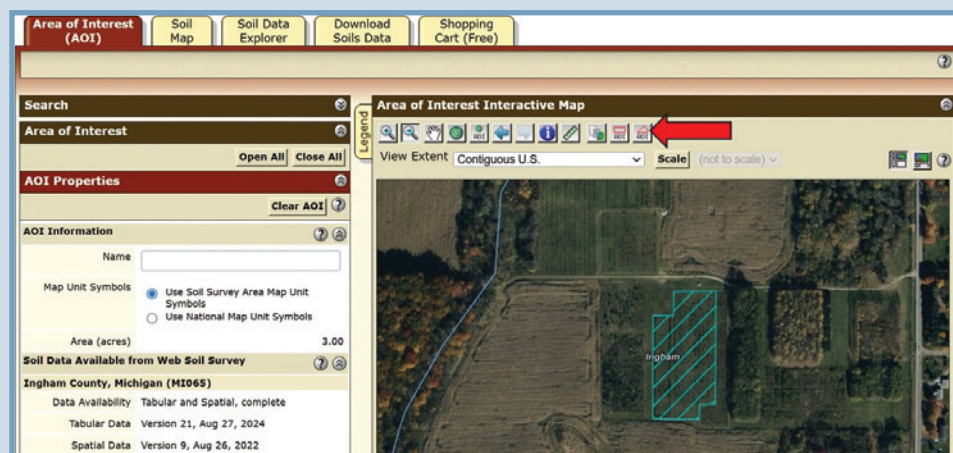 Area of Interest
(AOI)
Soil
Map
Soil Data
Explorer
Download
Soils Data
Shopping
Cart (Free)
Search
Area of Interest
Open All Close All
AOI Properties
Clear AOI
AOI Information
Name
Map Unit Symbols
Use Soil Survey Area Map Unit
Symbols
Use National Map Unit Symbols
Area (acres) 3.00
Soil Data Available from Web Soil Survey
Ingham County, Michigan (MI065)
Data Availability Tabular and Spatial, complete
Tabular Data Version 21, Aug 27, 2024
Spatial Data Version 9, Aug 26, 2022
Legend
Area of Interest Interactive Map
AOI AOI AOI
View Extent Contiguous U.S. Scale (not to scale)
Ingham